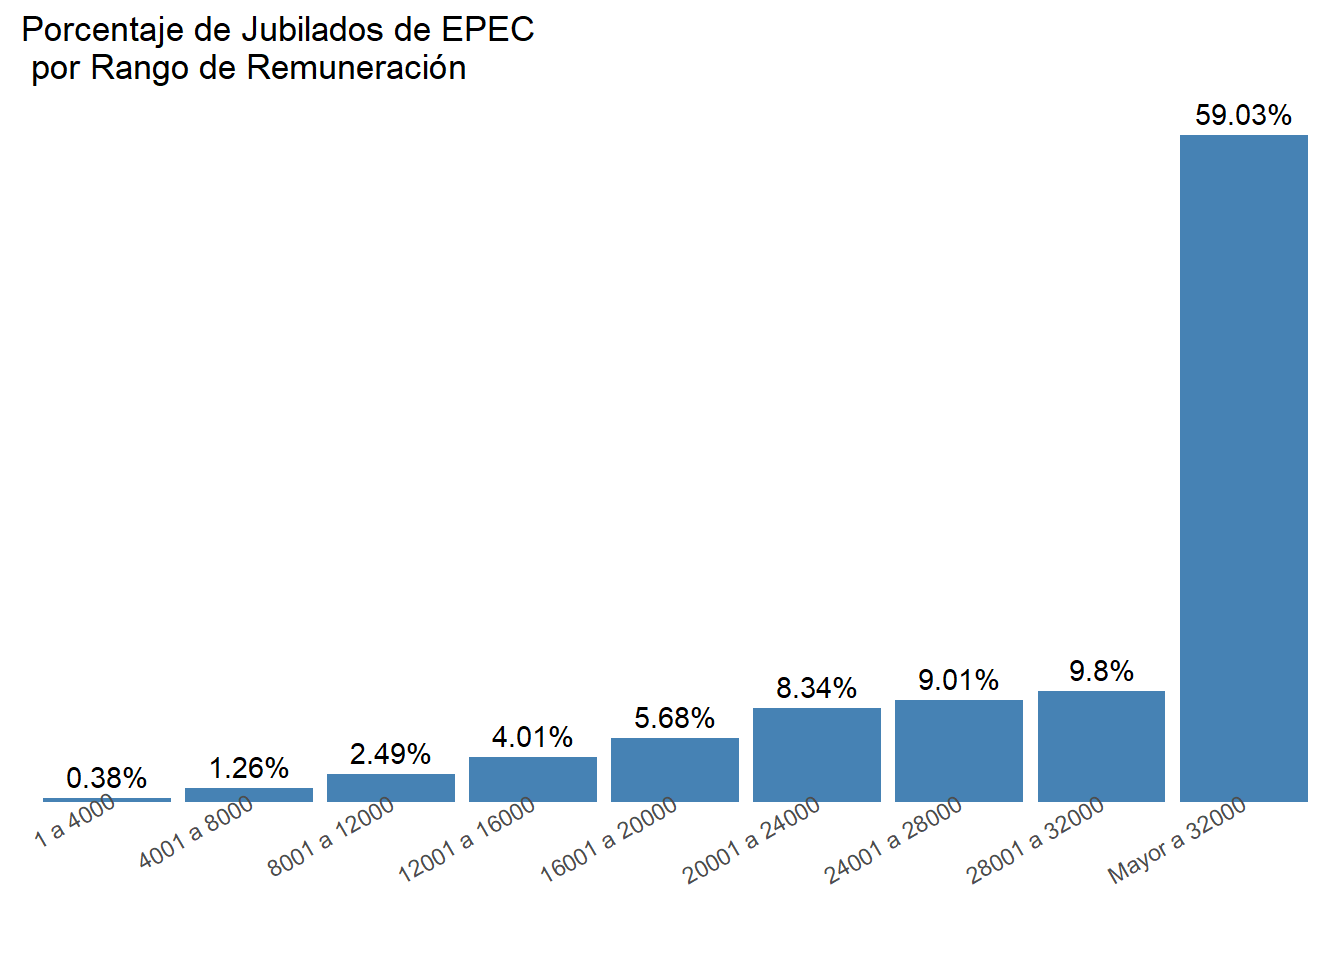 Porcentaje de Jubilados de EPEC
por Rango de Remuneración
59.03%
9.8%
9.01%
8.34%
5.68%
4.01%
2.49%
1.26%
0.38%
1 a 4000
4001 a 8000
8001 a 12000
12001 a 16000
16001 a 20000
20001 a 24000
24001 a 28000
28001 a 32000
Mayor a 32000